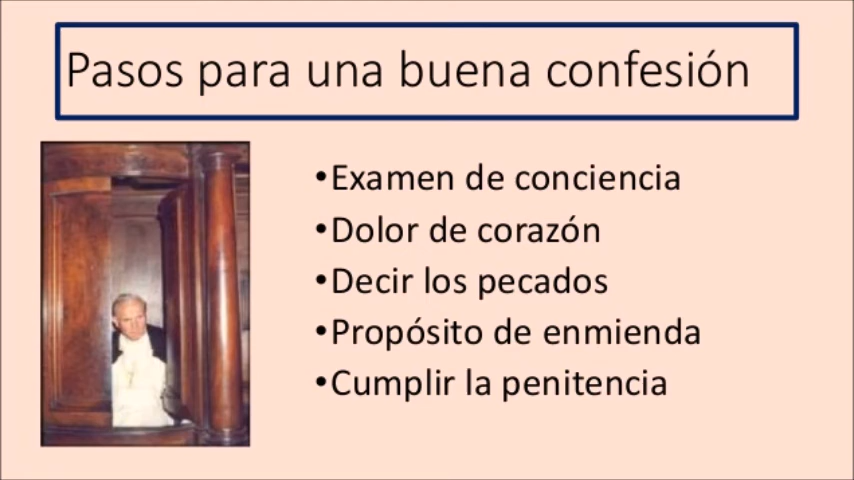 Pasos para una buena confesión
•Examen de conciencia
•Dolor de corazón
•Decir los pecados
•Propósito de enmienda
•Cumplir la penitencia